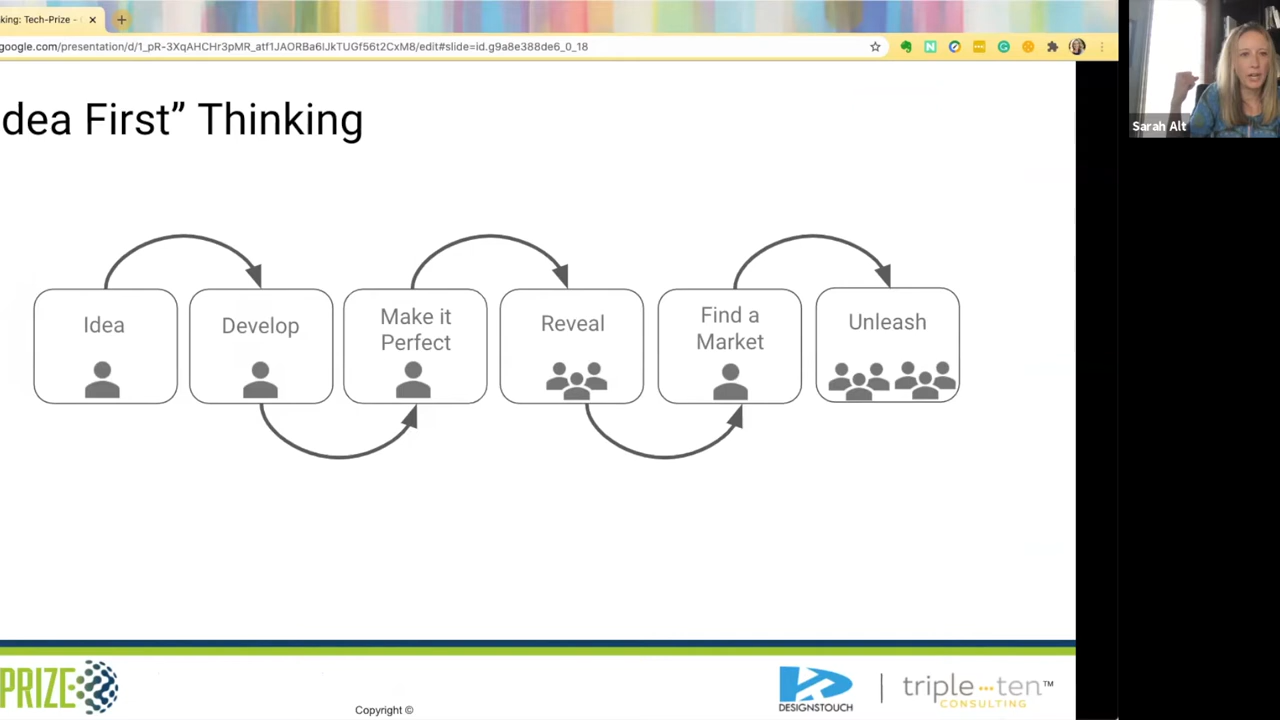 king: Tech-Prize -
google.com/presentation/d/1_pR-3XqAHCHr3pMR_atf1JAORBa6IJkTUGf56t2CxM8/edit#slide=id.g9a8e388de6_0_18
Sarah Alt
dea First” Thinking
Idea
Develop
Make it
Perfect
Reveal
Find a
Market
Unleash
PRIZE
Copyright ©
DESIGNSTOUCH
triple···ten™
CONSULTING